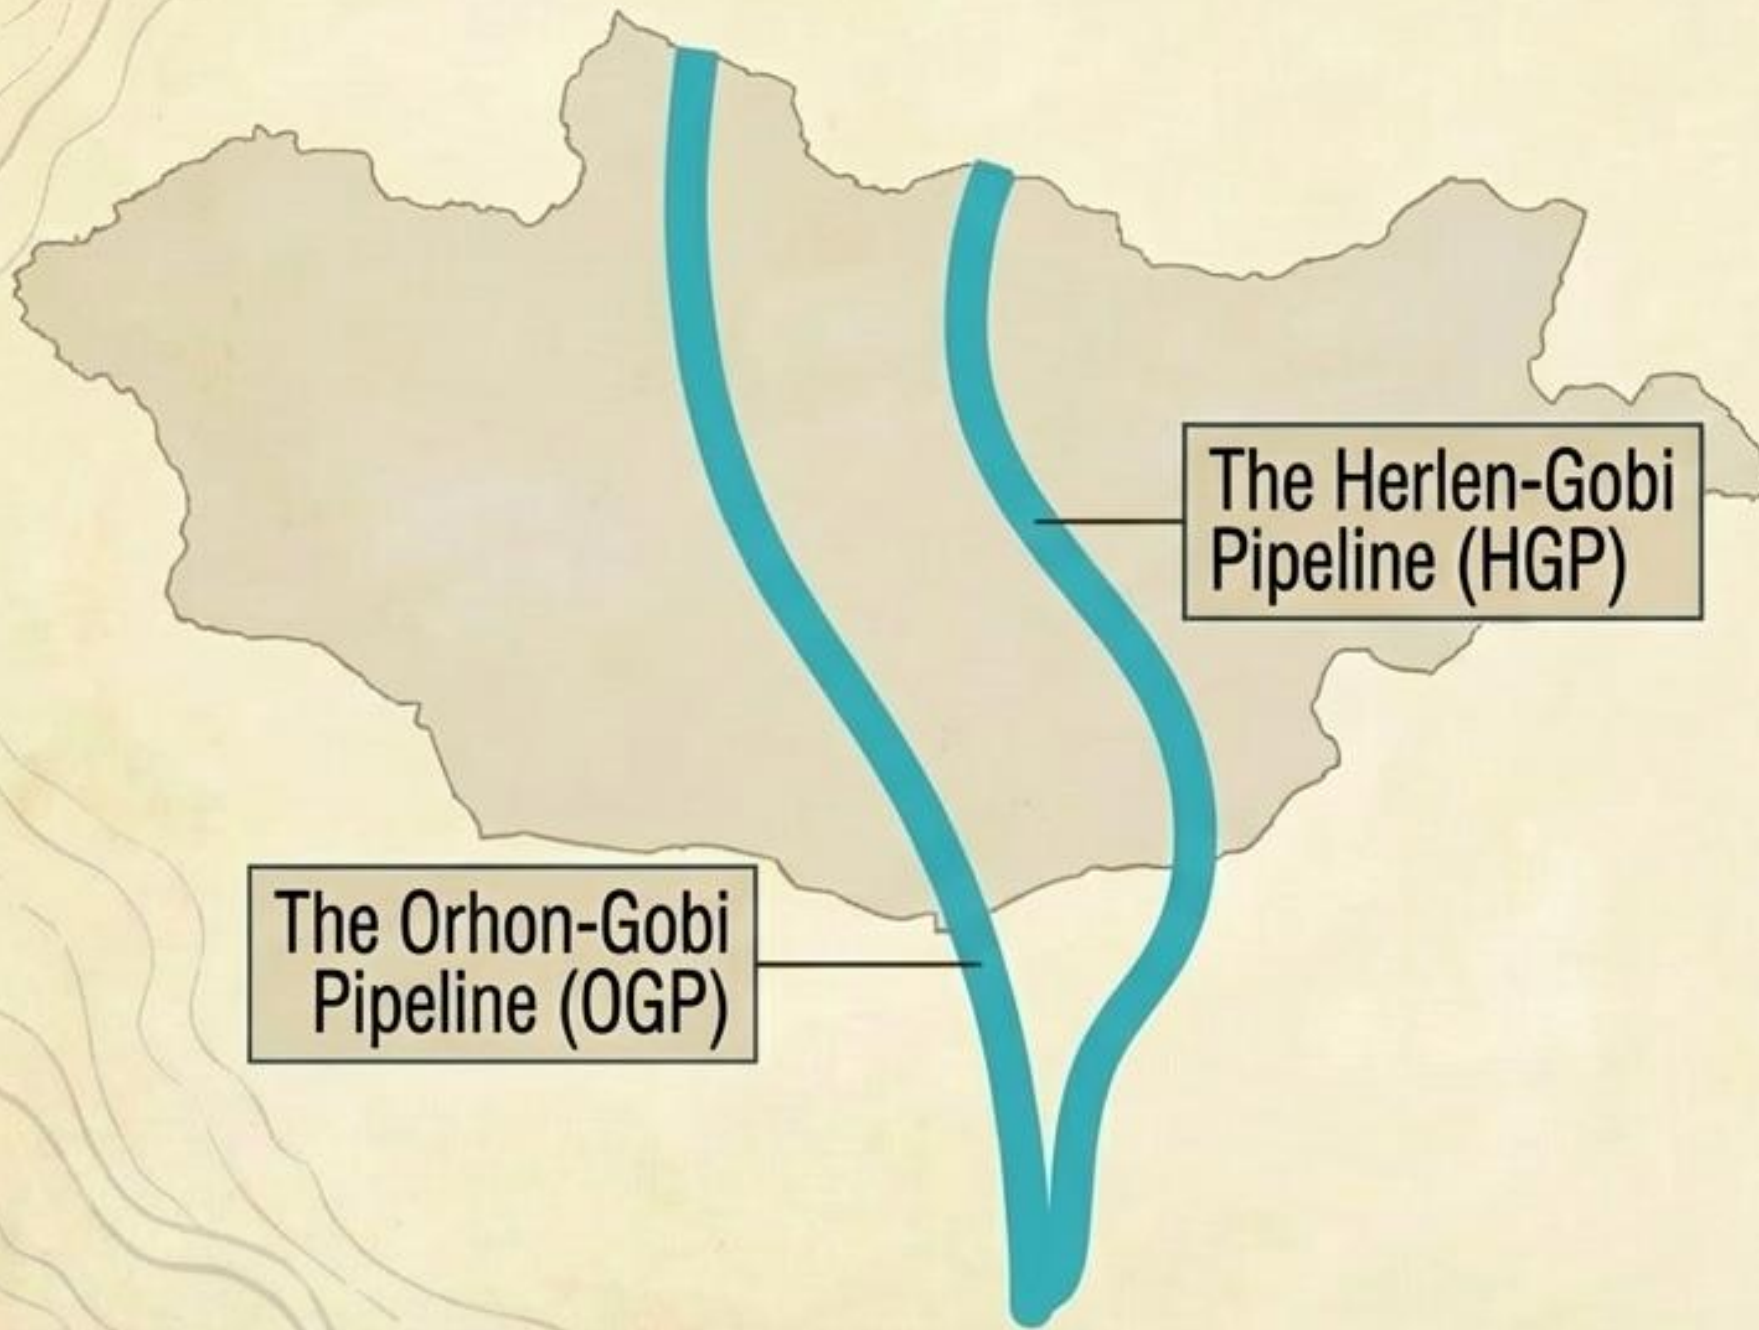 The Herlen-Gobi
Pipeline (HGP)
The Orhon-Gobi
Pipeline (OGP)